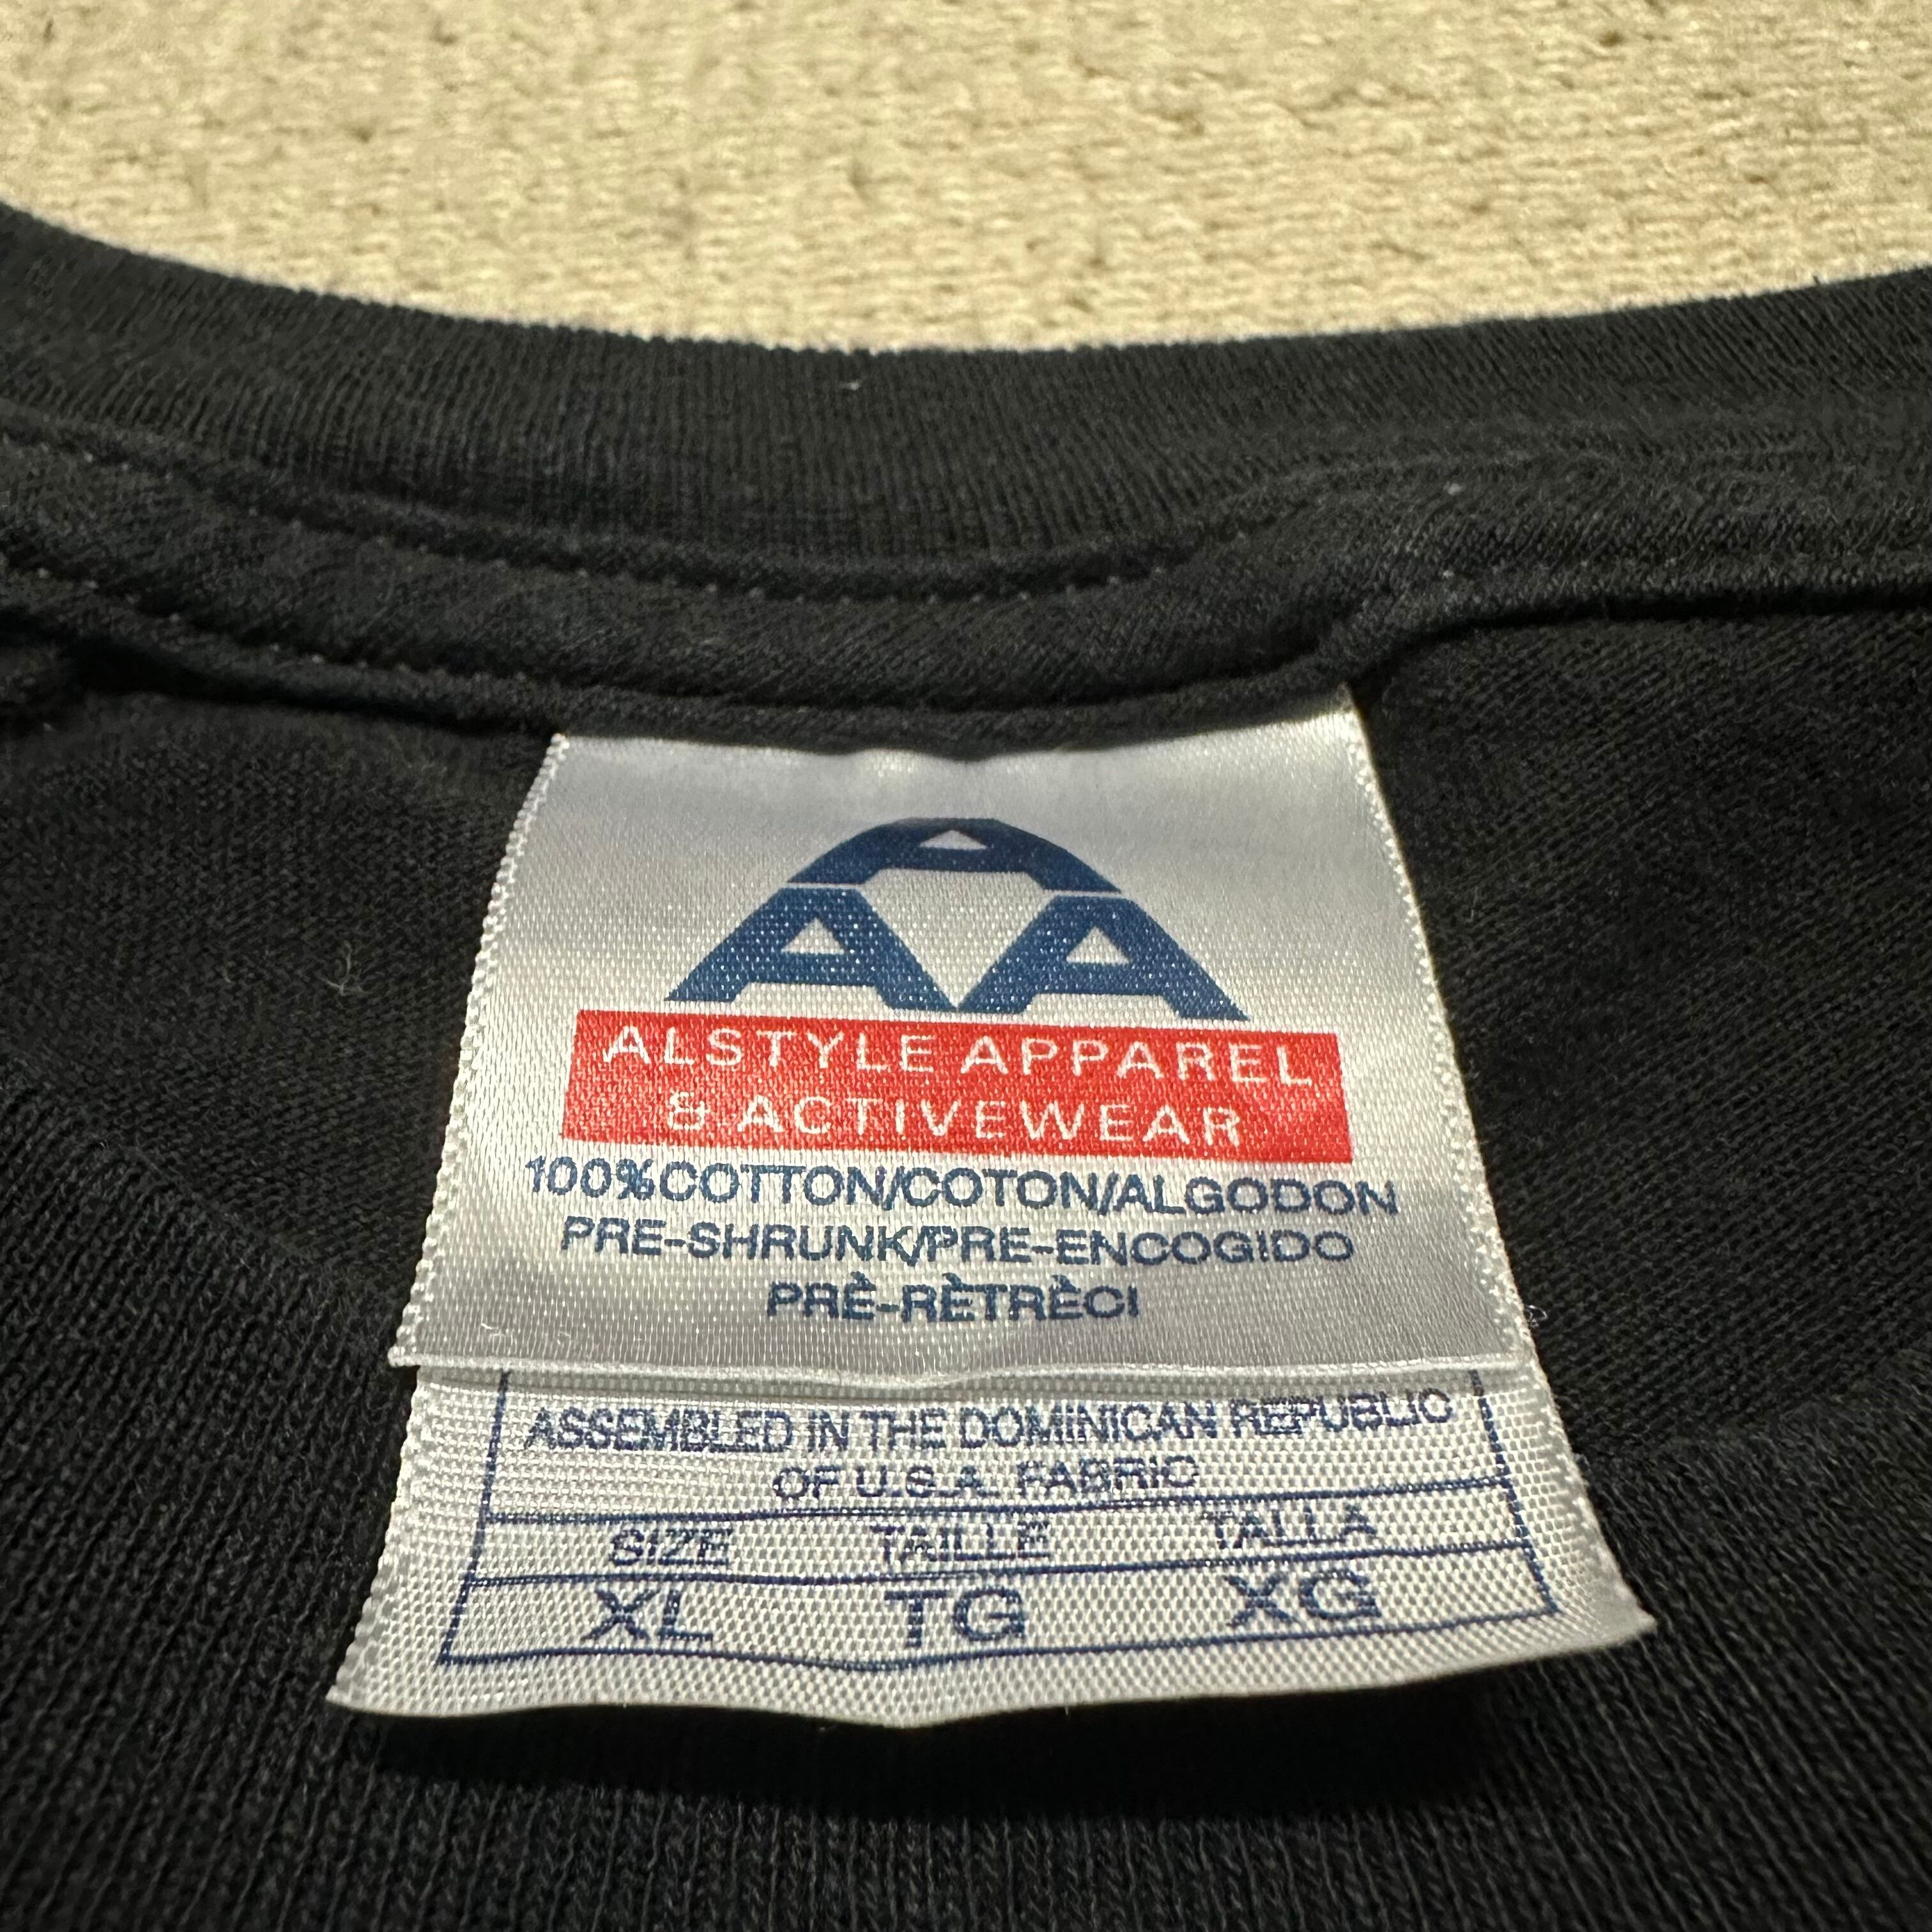 A
AA
ALSTYLE APPAREL
& ACTIVEWEAR
100%COTTON/COTON/ALGODON
PRE-SHRUNK/PRE-ENCOGIDO
PRÈ-RÈTRÈCI
ASSEMBLED IN THE DOMINICAN REPUBLIC
OF U.S.A. FABRIC
SIZE TAILLE TALLA
XL TG XG